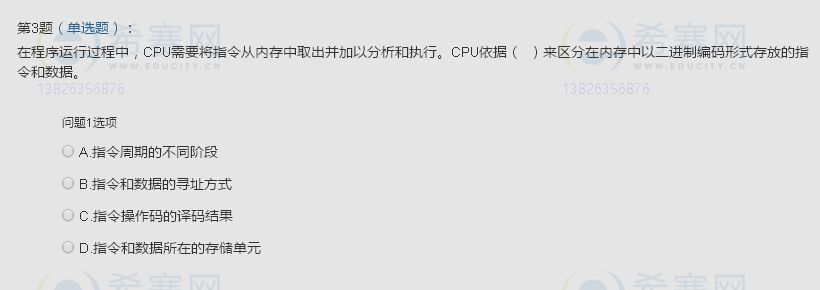 第3题（单选题）：
在程序运行过程中，CPU需要将指令从内存中取出并加以分析和执行。CPU依据（ ）来区分在内存中以二进制编码形式存放的指
令和数据。
希赛网 希赛网
WWW.EDUCITY.CN WWW.EDUCITY.CN
13826356876 13826356876
问题1选项
A.指令周期的不同阶段
B.指令和数据的寻址方式
C.指令操作码的译码结果
D.指令和数据所在的存储单元
希赛网 希赛网